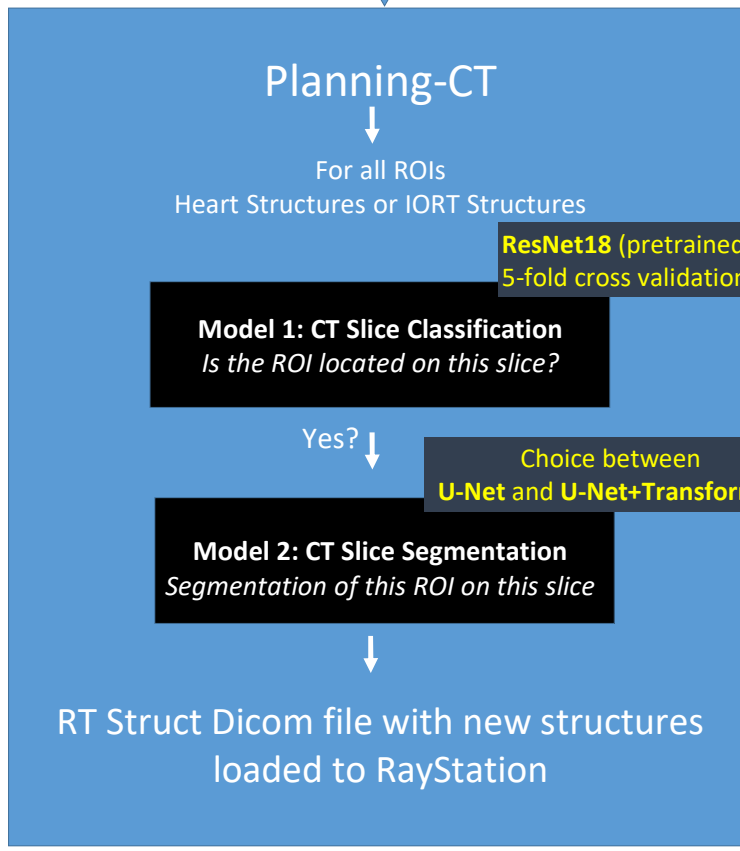 Planning-CT
For all ROIs
Heart Structures or IORT Structures
ResNet18 (pretrained
5-fold cross validation
Model 1: CT Slice Classification
Is the ROI located on this slice?
Yes?
Choice between
U-Net and U-Net+Transfor
Model 2: CT Slice Segmentation
Segmentation of this ROI on this slice
RT Struct Dicom file with new structures
loaded to RayStation